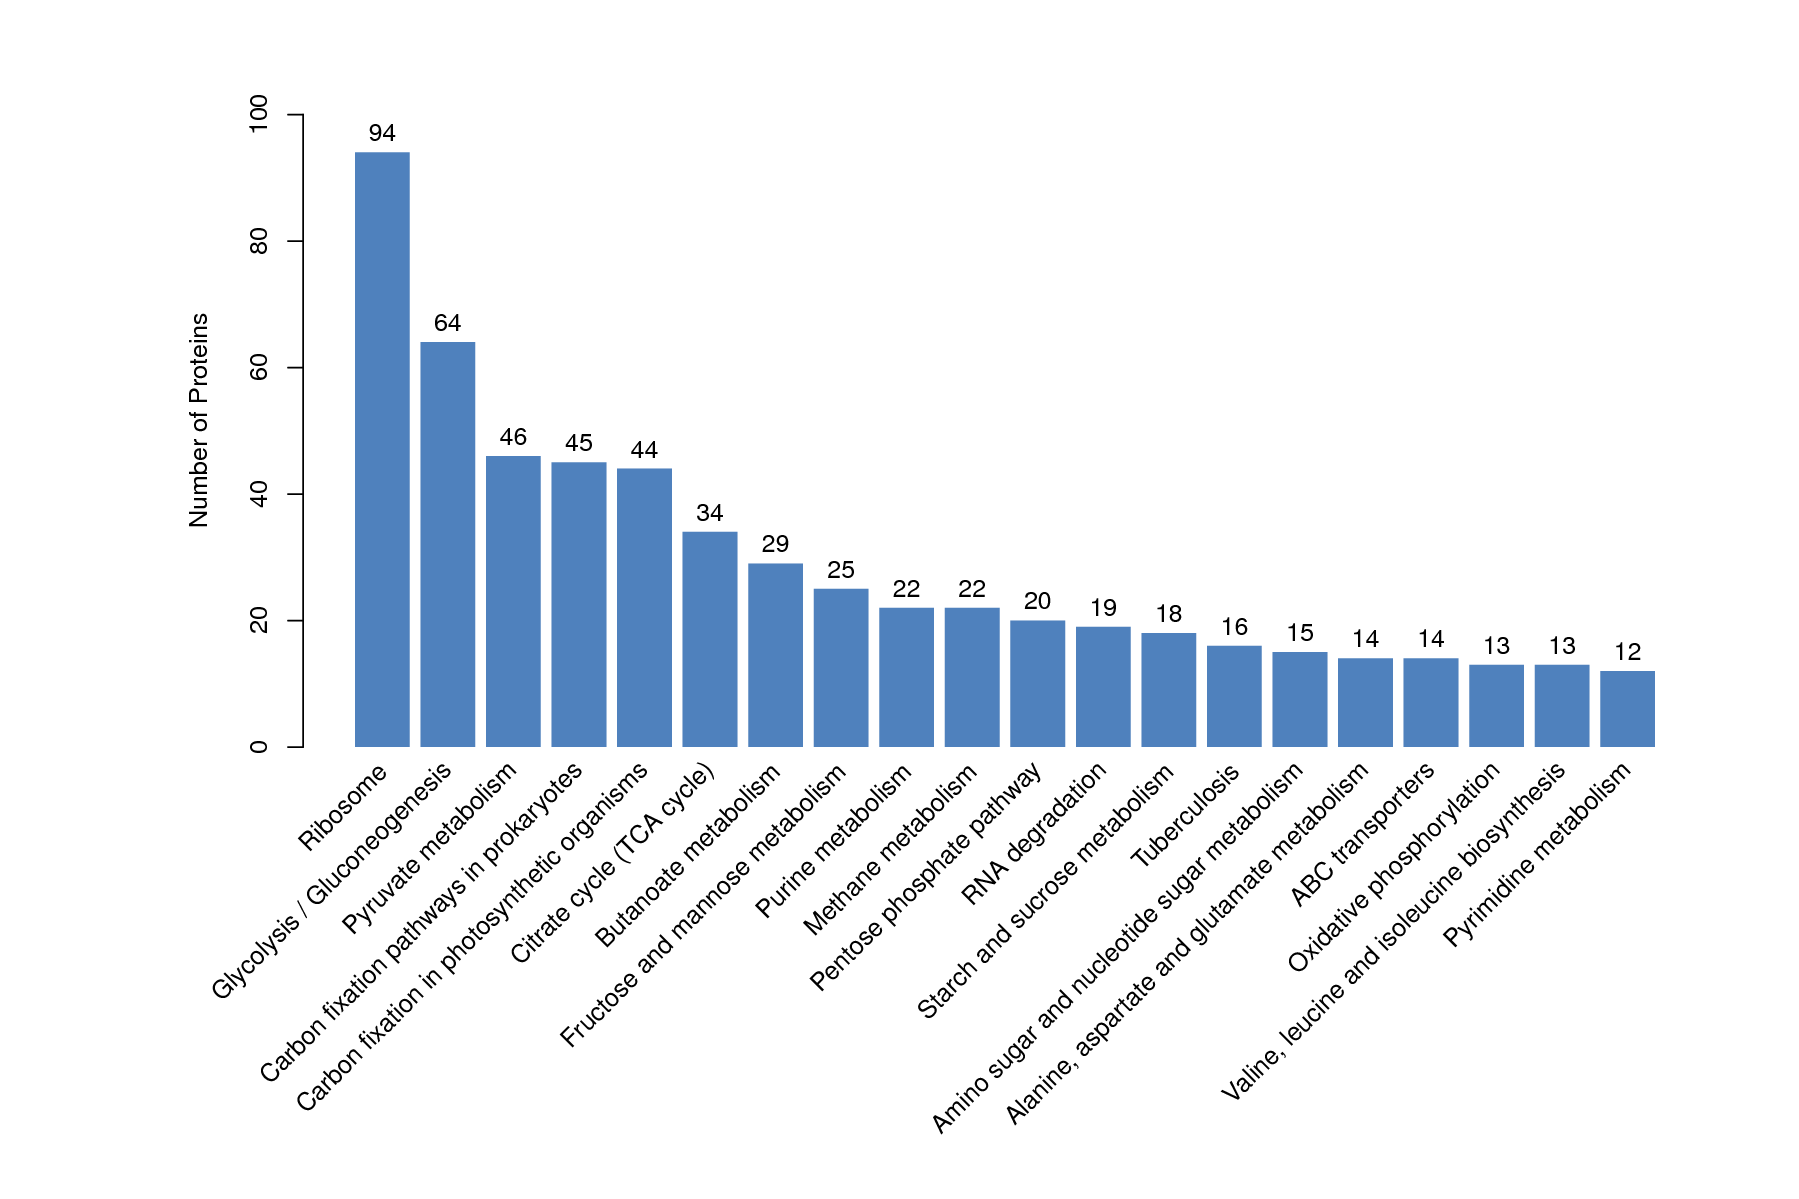 Number of Proteins
100
80
60
40
20
0
94
64
46
45
44
34
29
25
22
22
20
19
18
16
15
14
14
13
13
12
Ribosome
Glycolysis / Gluconeogenesis
Pyruvate metabolism
Carbon fixation pathways in prokaryotes
Carbon fixation in photosynthetic organisms
Citrate cycle (TCA cycle)
Butanoate metabolism
Fructose and mannose metabolism
Purine metabolism
Methane metabolism
Pentose phosphate pathway
RNA degradation
Starch and sucrose metabolism
Tuberculosis
Amino sugar and nucleotide sugar metabolism
Alanine, aspartate and glutamate metabolism
ABC transporters
Oxidative phosphorylation
Valine, leucine and isoleucine biosynthesis
Pyrimidine metabolism